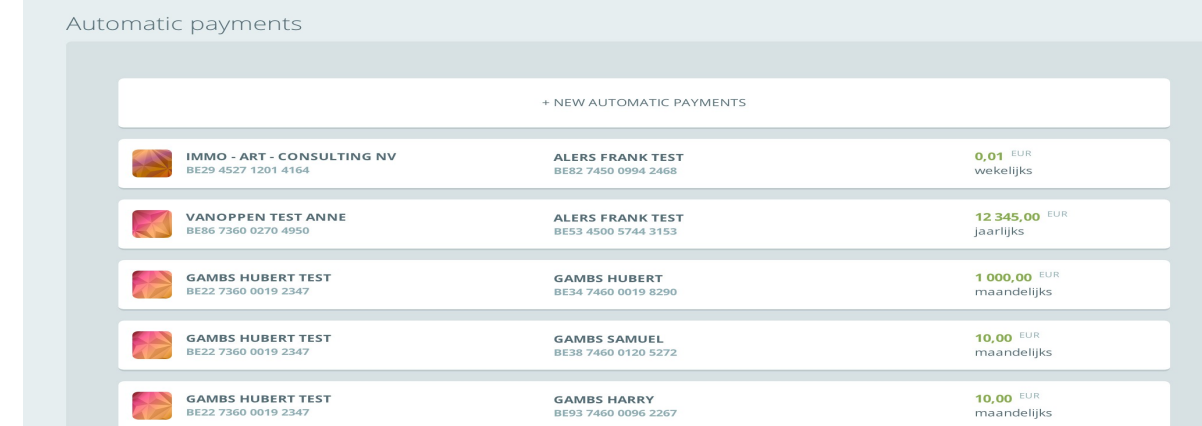 Automatic payments
+ NEW AUTOMATIC PAYMENTS
IMMO - ART - CONSULTING NV ALERS FRANK TEST 0,01 EUR
BE29 4527 1201 4164 BE82 7450 0994 2468 wekelijks
VANOPPEN TEST ANNE ALERS FRANK TEST 12 345,00 EUR
BE86 7360 0270 4950 BE53 4500 5744 3153 jaarlijks
GAMBS HUBERT TEST GAMBS HUBERT 1 000,00 EUR
BE22 7360 0019 2347 BE34 7460 0019 8290 maandelijks
GAMBS HUBERT TEST GAMBS SAMUEL 10,00 EUR
BE22 7360 0019 2347 BE38 7460 0120 5272 maandelijks
GAMBS HUBERT TEST GAMBS HARRY 10,00 EUR
BE22 7360 0019 2347 BE93 7460 0096 2267 maandelijks